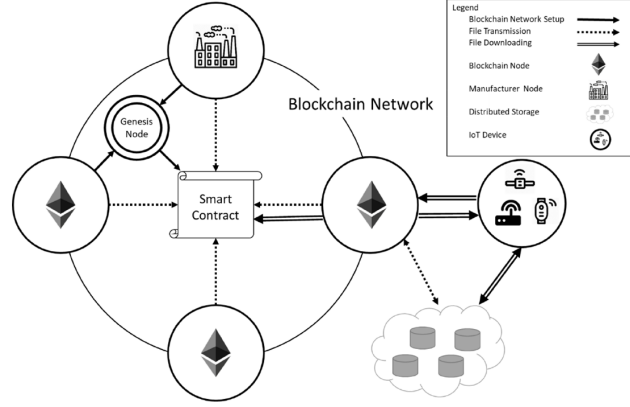 Legend
Blockchain Network Setup
File Transmission
File Downloading
Blockchain Node
Manufacturer Node
Distributed Storage
IoT Device
Blockchain Network
Genesis
Node
Smart
Contract